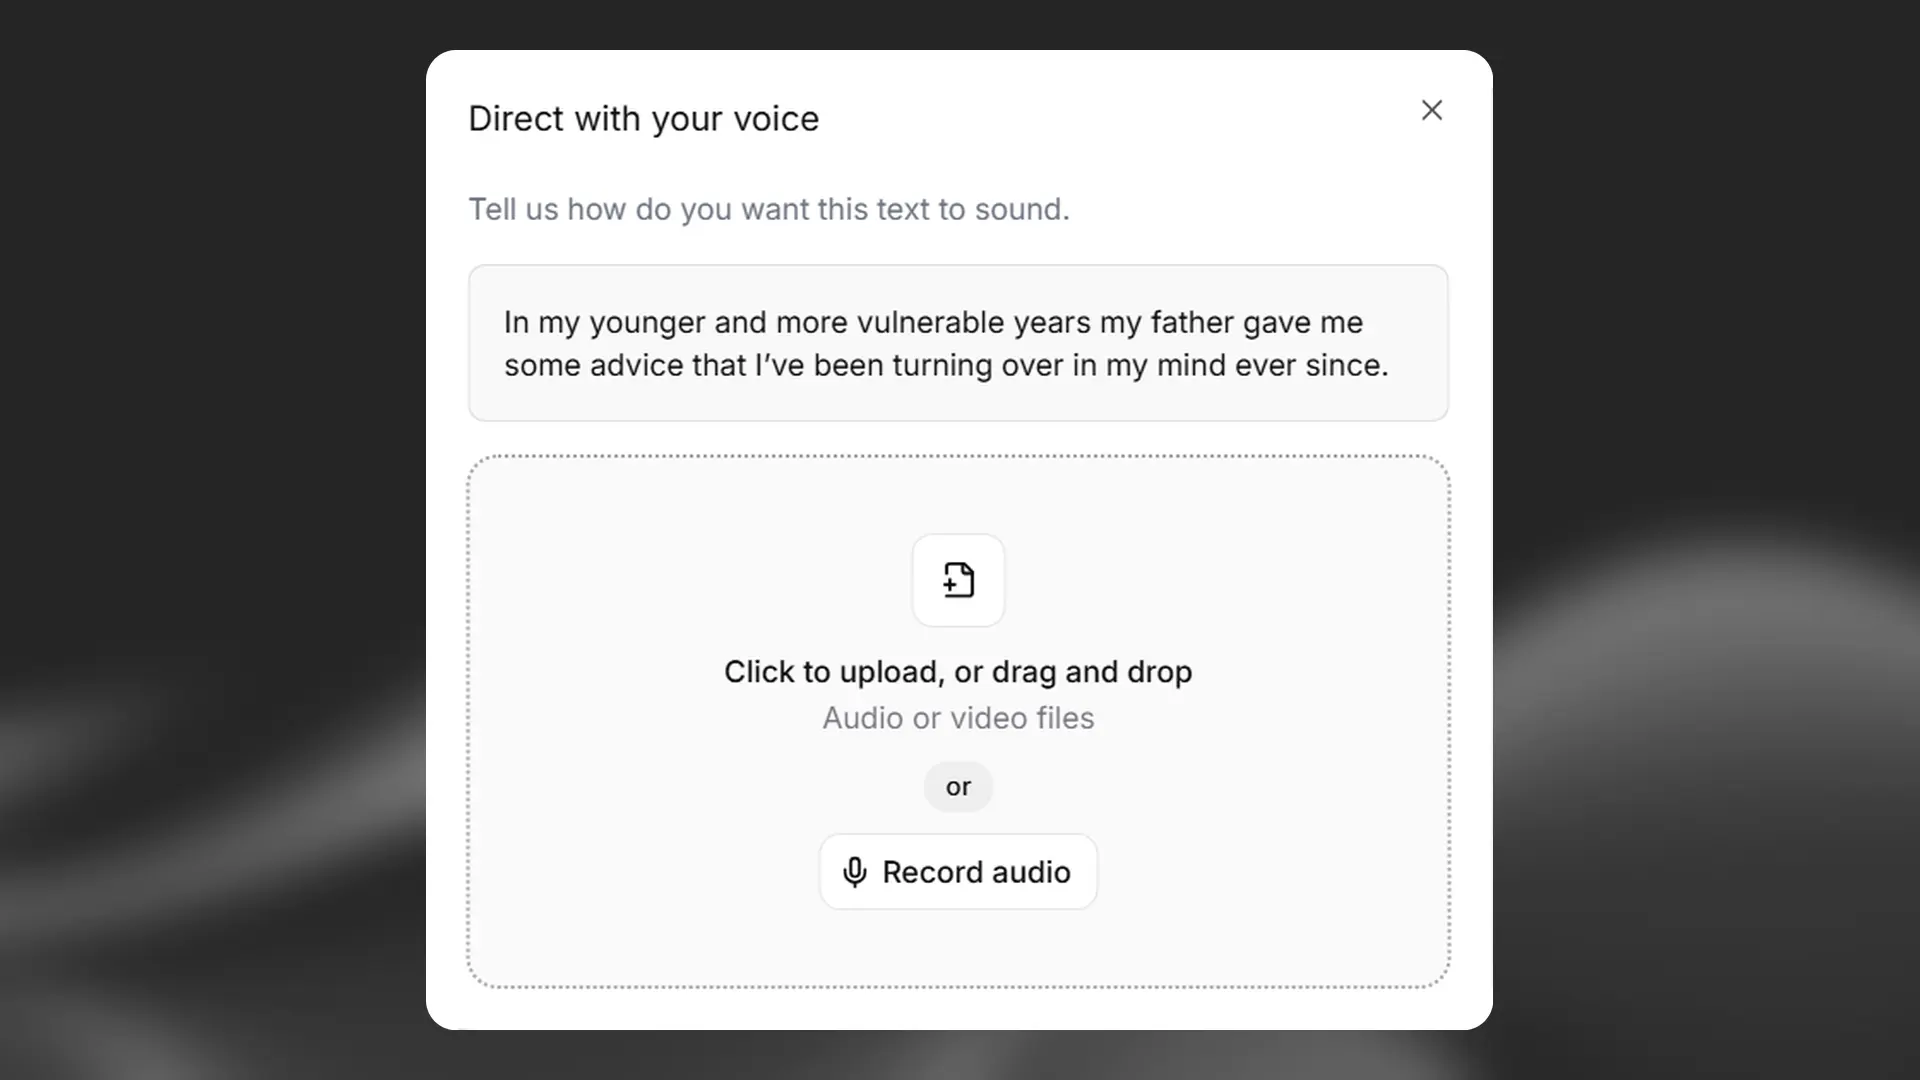 Direct with your voice
Tell us how do you want this text to sound.
In my younger and more vulnerable years my father gave me
some advice that I’ve been turning over in my mind ever since.
Click to upload, or drag and drop
Audio or video files
or
Record audio